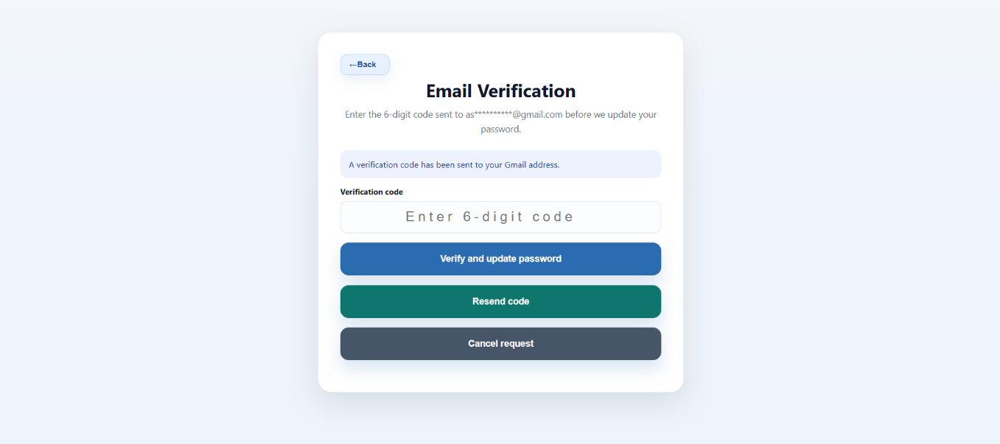 ←Back
Email Verification
Enter the 6-digit code sent to as**********@gmail.com before we update your
password.
A verification code has been sent to your Gmail address.
Verification code
Enter 6-digit code
Verify and update password
Resend code
Cancel request